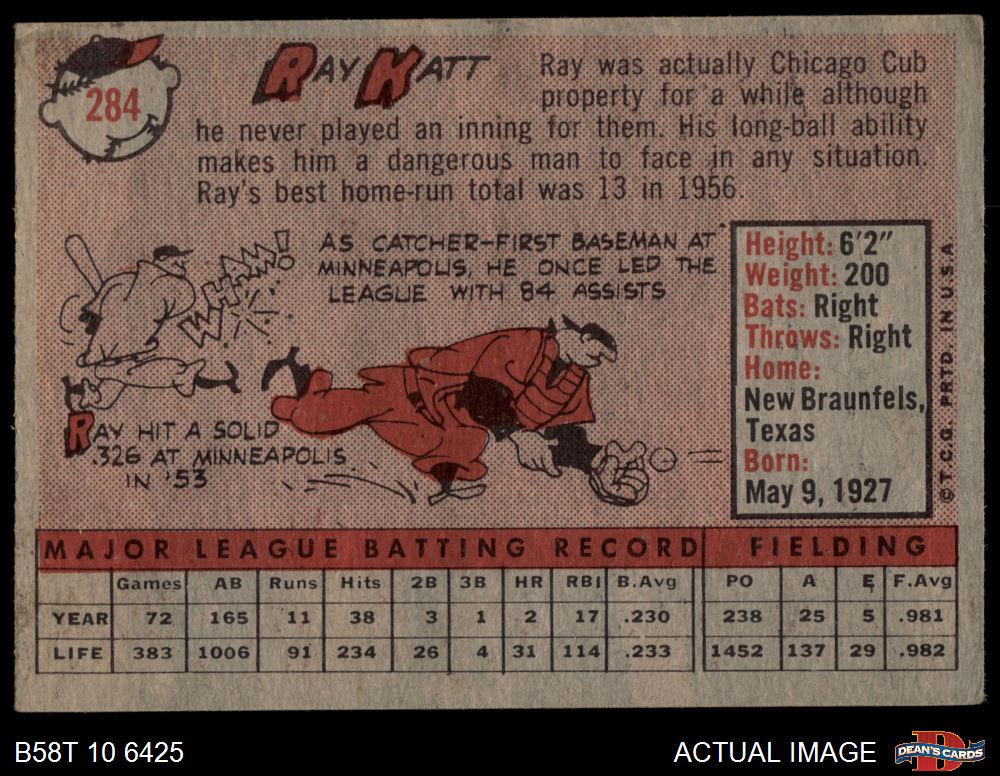 284
RAY KATT
Ray was actually Chicago Cub
property for a while although
he never played an inning for them. His long-ball ability
makes him a dangerous man to face in any situation.
Ray's best home-run total was 13 in 1956.
WHAM!
AS CATCHER-FIRST BASEMAN AT
MINNEAPOLIS, HE ONCE LED THE
LEAGUE WITH 84 ASSISTS
RAY HIT A SOLID
.326 AT MINNEAPOLIS
IN '53
Height: 6'2"
Weight: 200
Bats: Right
Throws: Right
Home:
New Braunfels,
Texas
Born:
May 9, 1927
© T.C.G. PRTD. IN U.S.A.
MAJOR LEAGUE BATTING RECORD FIELDING
Games AB Runs Hits 2B 3B HR RBI B.Avg PO A E F.Avg
YEAR 72 165 11 38 3 1 2 17 .230 238 25 5 .981
LIFE 383 1006 91 234 26 4 31 114 .233 1452 137 29 .982
B58T 10 6425
ACTUAL IMAGE
DEAN'S CARDS